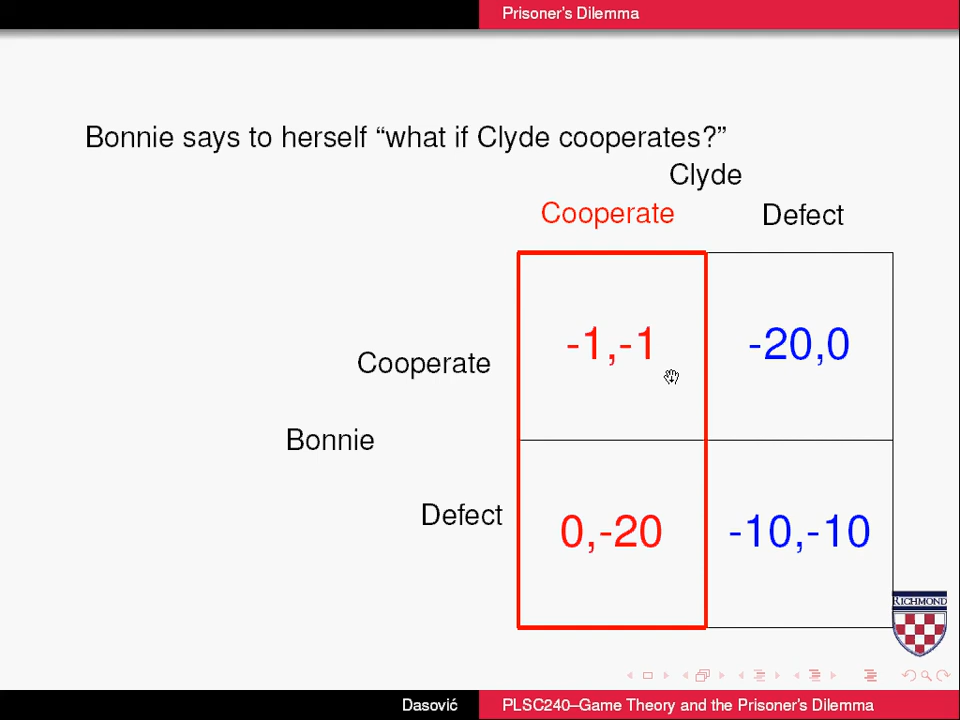 Prisoner's Dilemma
Bonnie says to herself “what if Clyde cooperates?”
Clyde
Cooperate Defect
Cooperate -1,-1 -20,0
Bonnie
Defect 0,-20 -10,-10
RICHMOND
Dasović PLSC240–Game Theory and the Prisoner's Dilemma